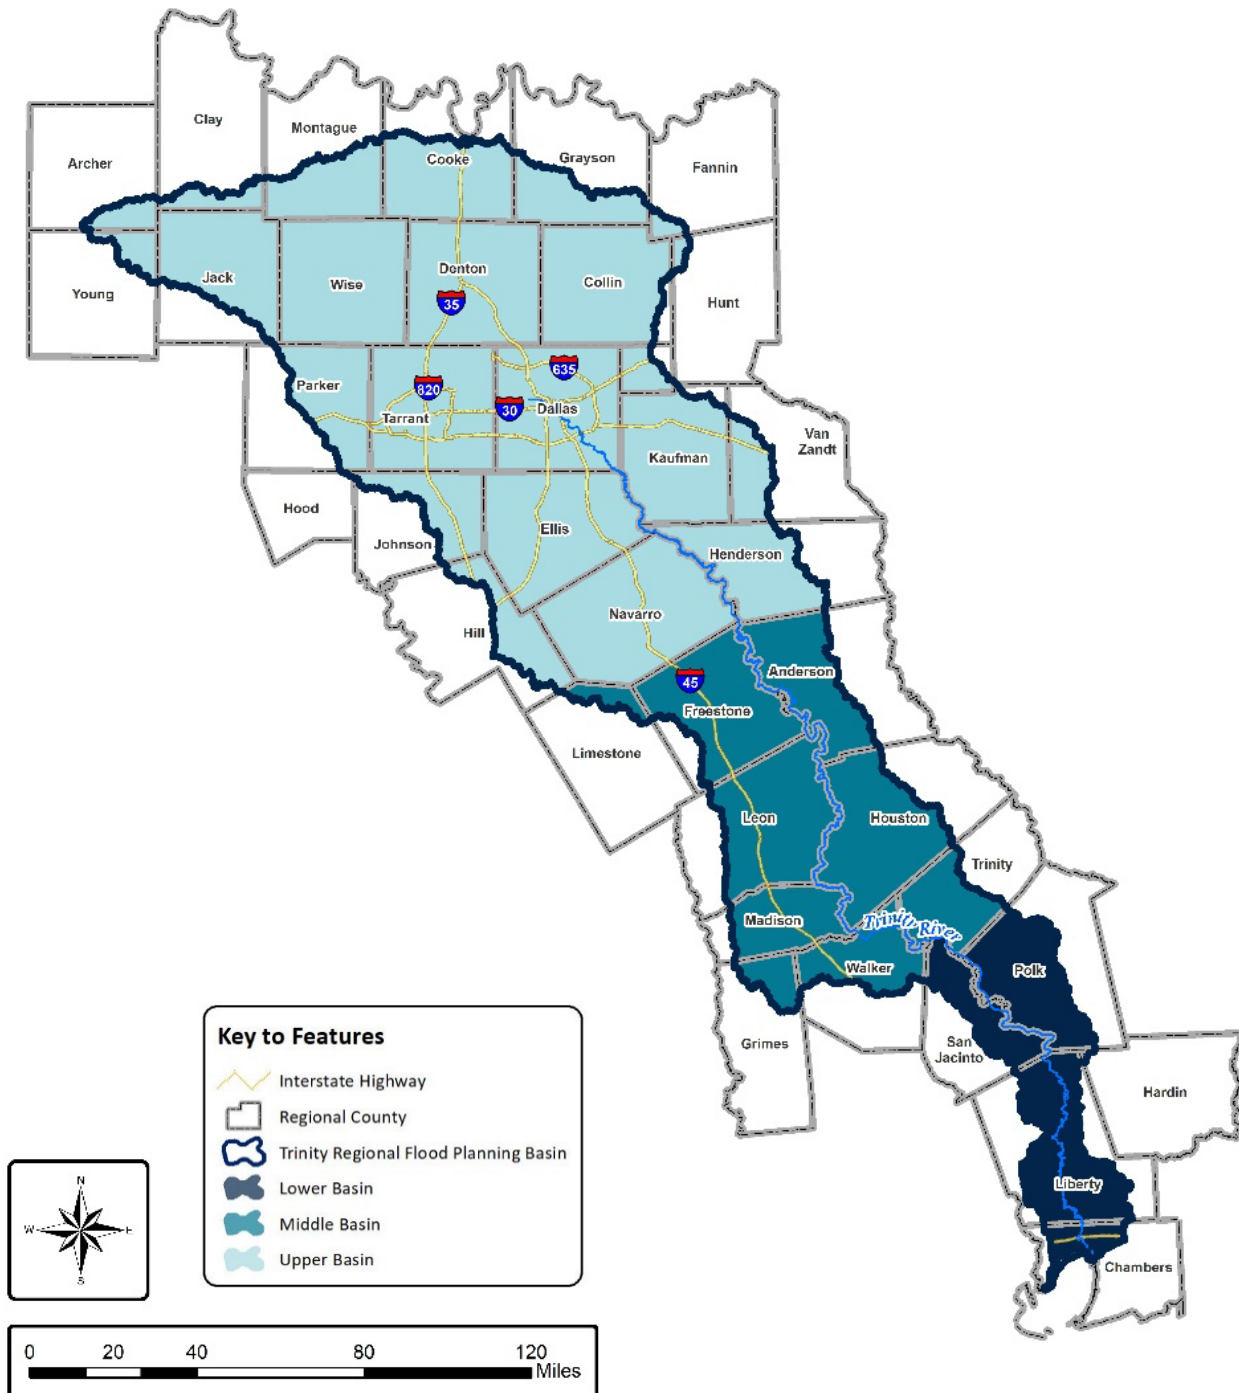 Clay
Montague
Archer
Cooke
Grayson
Fannin
Jack
Wise
Denton
Collin
Young
Hunt
35
Parker
820
635
30
Dallas
Tarrant
Van
Zandt
Kaufman
Hood
Ellis
Johnson
Henderson
Navarro
Hill
Anderson
45
Freestone
Limestone
Leon
Houston
Trinity
Madison
Trinity River
Walker
Polk
Grimes
San
Jacinto
Hardin
Liberty
Chambers
Key to Features
Interstate Highway
Regional County
Trinity Regional Flood Planning Basin
Lower Basin
Middle Basin
Upper Basin
N
W
E
S
0 20 40 80 120
Miles